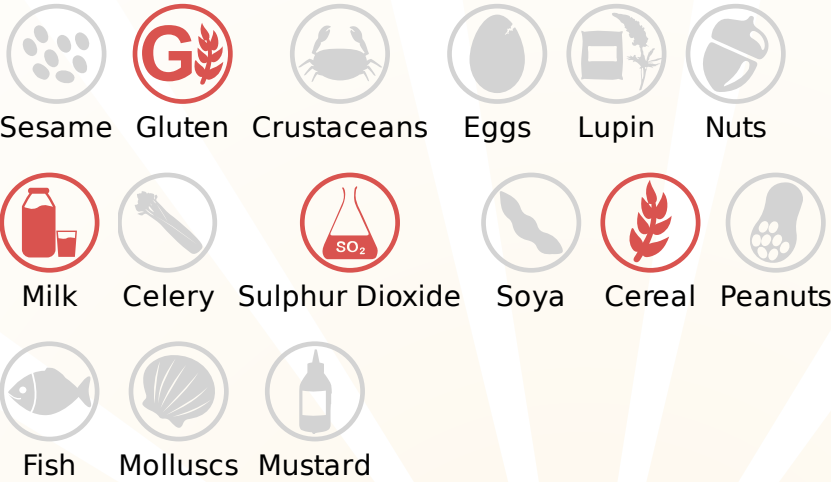 G
Sesame Gluten Crustaceans Eggs Lupin Nuts
SO₂
Milk Celery Sulphur Dioxide Soya Cereal Peanuts
Fish Molluscs Mustard